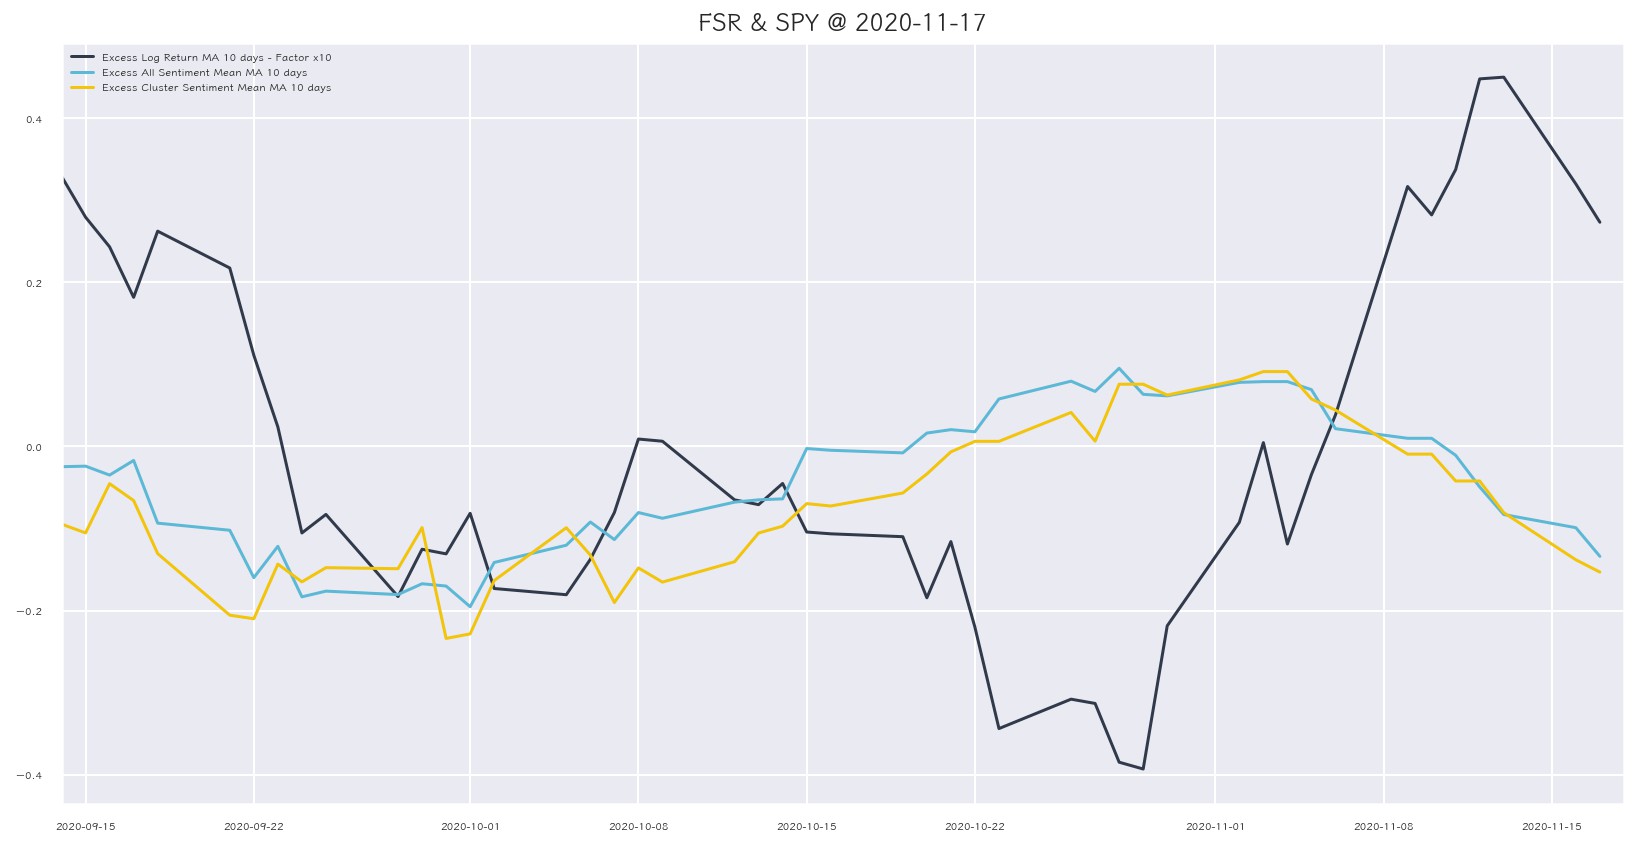 FSR & SPY @ 2020-11-17
Excess Log Return MA 10 days - Factor x10
Excess All Sentiment Mean MA 10 days
Excess Cluster Sentiment Mean MA 10 days
0.4
0.2
0.0
−0.2
−0.4
2020-09-15 2020-09-22 2020-10-01 2020-10-08 2020-10-15 2020-10-22 2020-11-01 2020-11-08 2020-11-15